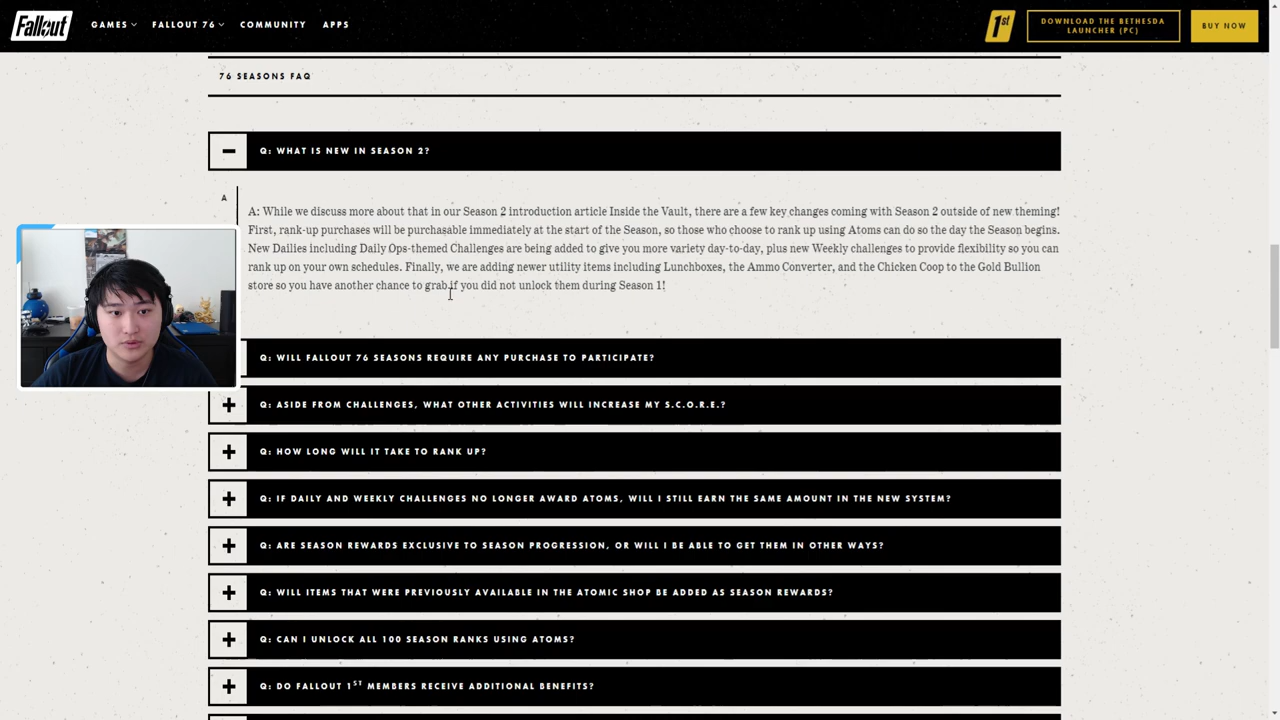 Fallout
GAMES
FALLOUT 76
COMMUNITY
APPS
1st
DOWNLOAD THE BETHESDA
LAUNCHER (PC)
BUY NOW
76 SEASONS FAQ
Q: WHAT IS NEW IN SEASON 2?
A
A: While we discuss more about that in our Season 2 introduction article Inside the Vault, there are a few key changes coming with Season 2 outside of new theming!
First, rank-up purchases will be purchasable immediately at the start of the Season, so those who choose to rank up using Atoms can do so the day the Season begins.
New Dailies including Daily Ops-themed Challenges are being added to give you more variety day-to-day, plus new Weekly challenges to provide flexibility so you can
rank up on your own schedules. Finally, we are adding newer utility items including Lunchboxes, the Ammo Converter, and the Chicken Coop to the Gold Bullion
store so you have another chance to grab if you did not unlock them during Season 1!
Q: WILL FALLOUT 76 SEASONS REQUIRE ANY PURCHASE TO PARTICIPATE?
Q: ASIDE FROM CHALLENGES, WHAT OTHER ACTIVITIES WILL INCREASE MY S.C.O.R.E.?
Q: HOW LONG WILL IT TAKE TO RANK UP?
Q: IF DAILY AND WEEKLY CHALLENGES NO LONGER AWARD ATOMS, WILL I STILL EARN THE SAME AMOUNT IN THE NEW SYSTEM?
Q: ARE SEASON REWARDS EXCLUSIVE TO SEASON PROGRESSION, OR WILL I BE ABLE TO GET THEM IN OTHER WAYS?
Q: WILL ITEMS THAT WERE PREVIOUSLY AVAILABLE IN THE ATOMIC SHOP BE ADDED AS SEASON REWARDS?
Q: CAN I UNLOCK ALL 100 SEASON RANKS USING ATOMS?
Q: DO FALLOUT 1ST MEMBERS RECEIVE ADDITIONAL BENEFITS?